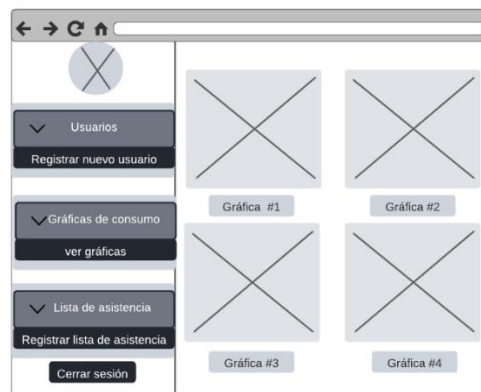 Usuarios
Registrar nuevo usuario
Gráficas de consumo
ver gráficas
Lista de asistencia
Registrar lista de asistencia
Cerrar sesión
Gráfica #1
Gráfica #2
Gráfica #3
Gráfica #4